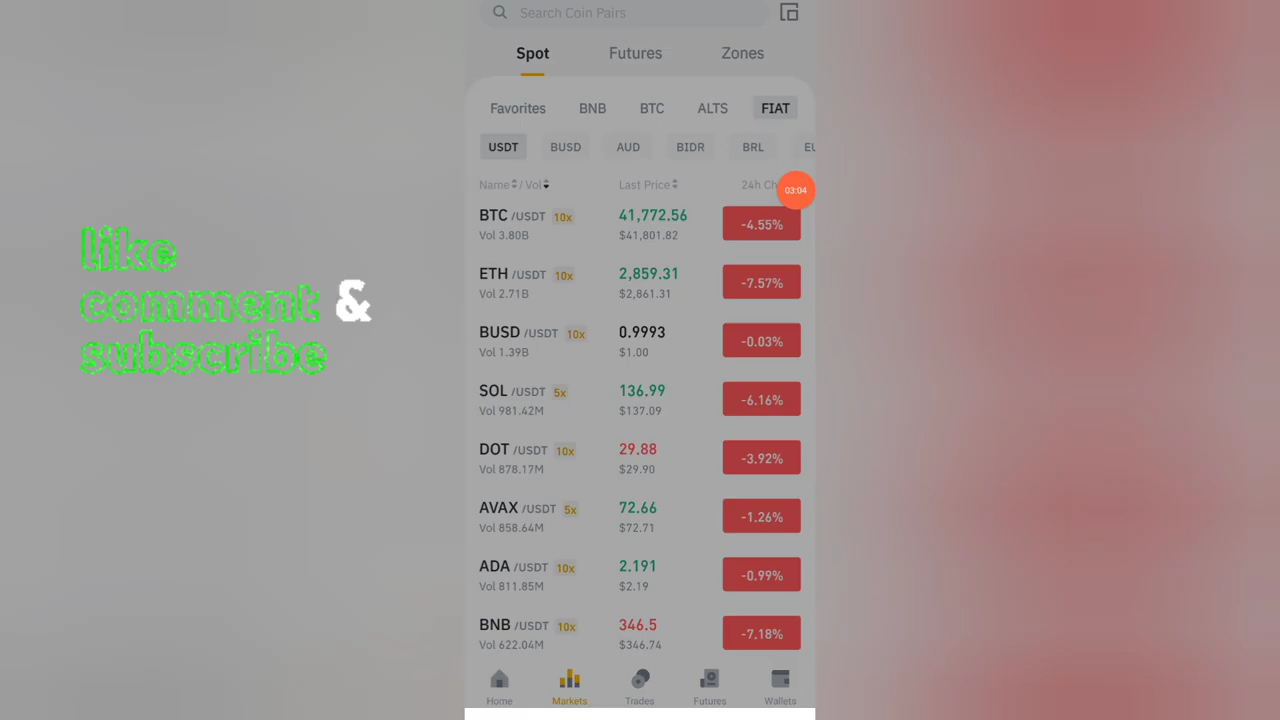 Search Coin Pairs
Spot Futures Zones
Favorites BNB BTC ALTS FIAT
USDT BUSD AUD BIDR BRL EU
Name / Vol Last Price 24h Ch
03:04
BTC /USDT 10x 41,772.56 -4.55%
Vol 3.80B $41,801.82
ETH /USDT 10x 2,859.31 -7.57%
Vol 2.71B $2,861.31
BUSD /USDT 10x 0.9993 -0.03%
Vol 1.39B $1.00
SOL /USDT 5x 136.99 -6.16%
Vol 981.42M $137.09
DOT /USDT 10x 29.88 -3.92%
Vol 878.17M $29.90
AVAX /USDT 5x 72.66 -1.26%
Vol 858.64M $72.71
ADA /USDT 10x 2.191 -0.99%
Vol 811.85M $2.19
BNB /USDT 10x 346.5 -7.18%
Vol 622.04M $346.74
Home Markets Trades Futures Wallets
like
comment &
subscribe